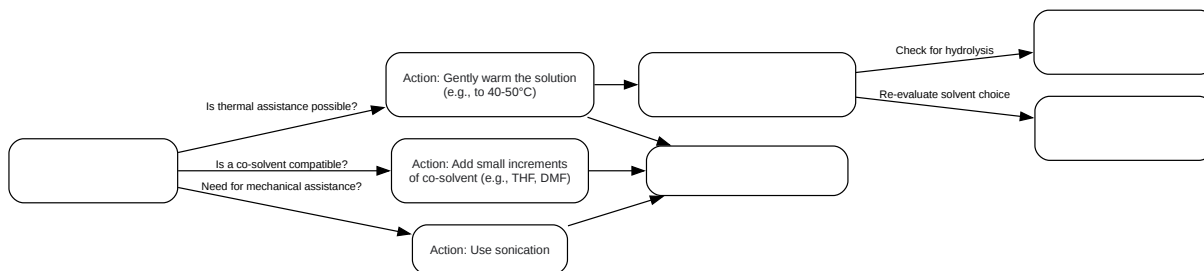 Check for hydrolysis
Action: Gently warm the solution
(e.g., to 40-50°C)
Re-evaluate solvent choice
Is thermal assistance possible?
Is a co-solvent compatible?
Action: Add small increments
of co-solvent (e.g., THF, DMF)
Need for mechanical assistance?
Action: Use sonication